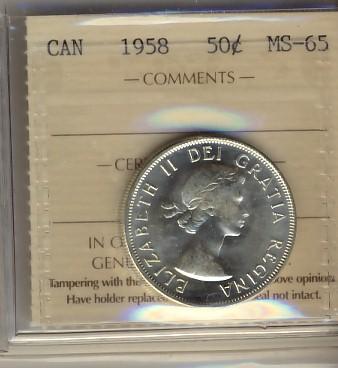 CAN 1958 50¢ MS-65
— COMMENTS —
— CER
ELIZABETH II DEI GRATIA REGINA
IN
GEN
Tampering with the ove opinion
Have holder replace al not intact.